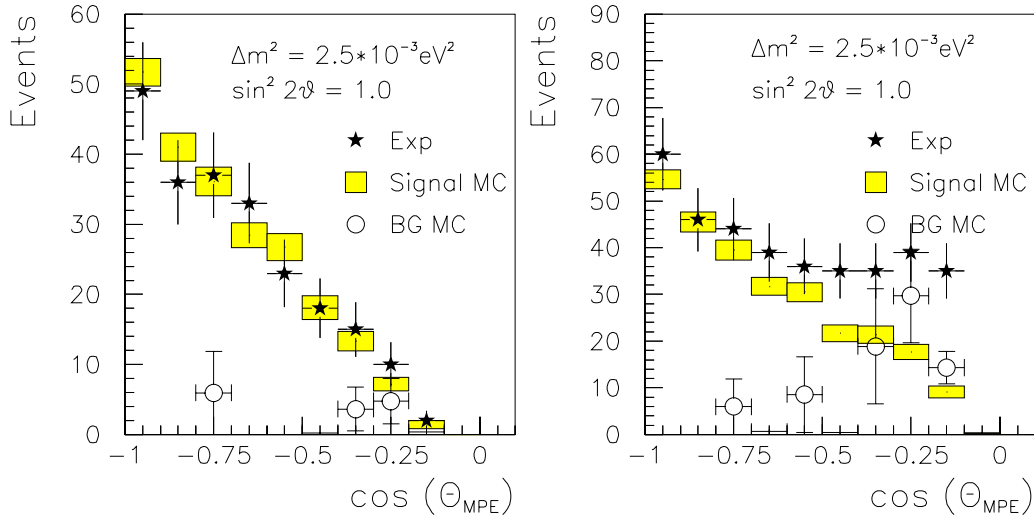 Events
60
50
40
30
20
10
0
Δm² = 2.5*10⁻³eV²
sin² 2ϑ = 1.0
Exp
Signal MC
BG MC
-1 -0.75 -0.5 -0.25 0
cos (Θ_MPE)
Events
90
80
70
60
50
40
30
20
10
0
Δm² = 2.5*10⁻³eV²
sin² 2ϑ = 1.0
Exp
Signal MC
BG MC
-1 -0.75 -0.5 -0.25 0
cos (Θ_MPE)